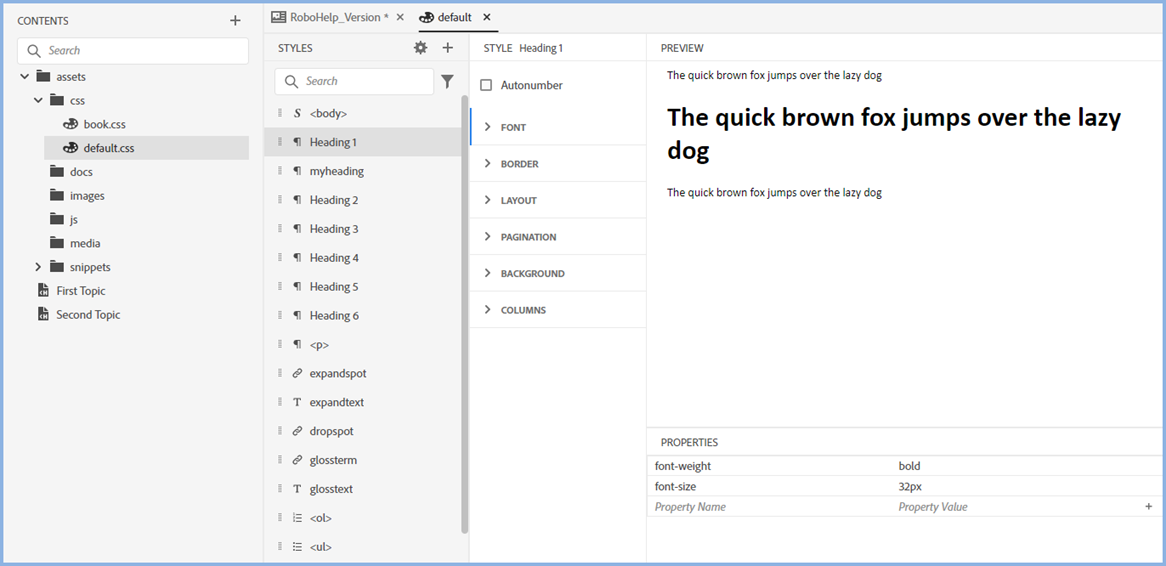 CONTENTS
Search
assets
css
book.css
default.css
docs
images
js
media
snippets
First Topic
Second Topic
RoboHelp_Version *
default
STYLES
Search
<body>
Heading 1
myheading
Heading 2
Heading 3
Heading 4
Heading 5
Heading 6
<p>
expandspot
expandtext
dropspot
glossterm
glosstext
<ol>
<ul>
STYLE Heading 1
Autonumber
FONT
BORDER
LAYOUT
PAGINATION
BACKGROUND
COLUMNS
PREVIEW
The quick brown fox jumps over the lazy dog
The quick brown fox jumps over the lazy
dog
The quick brown fox jumps over the lazy dog
PROPERTIES
font-weight bold
font-size 32px
Property Name Property Value